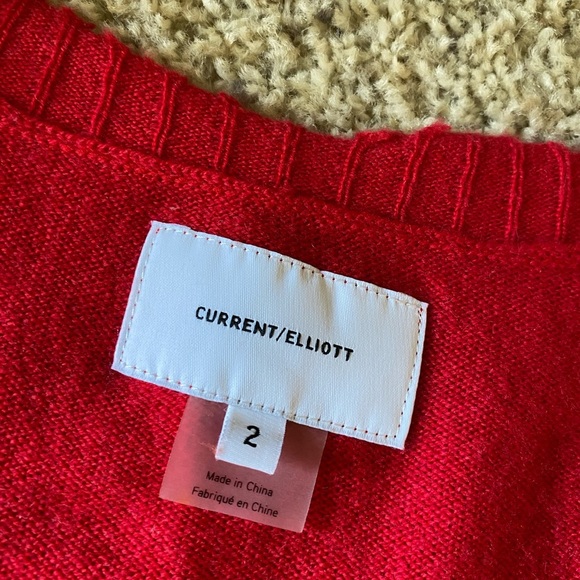 CURRENT/ELLIOTT
2
Made in China
Fabriqué en Chine